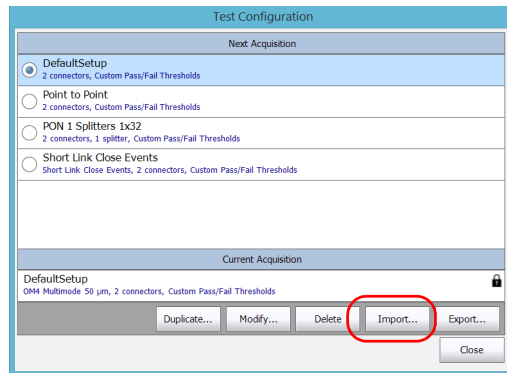 Test Configuration
Next Acquisition
DefaultSetup
2 connectors, Custom Pass/Fail Thresholds
Point to Point
2 connectors, Custom Pass/Fail Thresholds
PON 1 Splitters 1x32
2 connectors, 1 splitter, Custom Pass/Fail Thresholds
Short Link Close Events
Short Link Close Events, 2 connectors, Custom Pass/Fail Thresholds
Current Acquisition
DefaultSetup
OM4 Multimode 50 µm, 2 connectors, Custom Pass/Fail Thresholds
Duplicate... Modify... Delete Import... Export...
Close